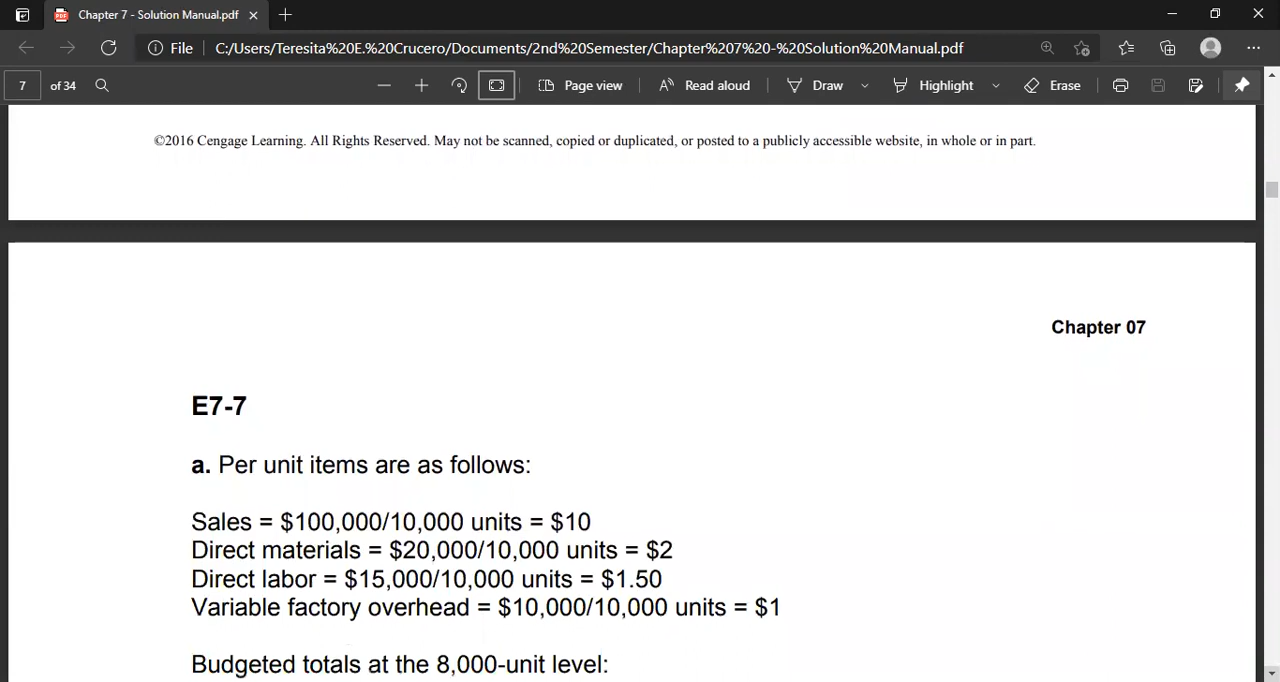 Chapter 7 - Solution Manual.pdf
File C:/Users/Teresita%20E.%20Crucero/Documents/2nd%20Semester/Chapter%207%20-%20Solution%20Manual.pdf
7 of 34 Page view Read aloud Draw Highlight Erase
©2016 Cengage Learning. All Rights Reserved. May not be scanned, copied or duplicated, or posted to a publicly accessible website, in whole or in part.
Chapter 07
E7-7
a. Per unit items are as follows:
Sales = $100,000/10,000 units = $10
Direct materials = $20,000/10,000 units = $2
Direct labor = $15,000/10,000 units = $1.50
Variable factory overhead = $10,000/10,000 units = $1
Budgeted totals at the 8,000-unit level: